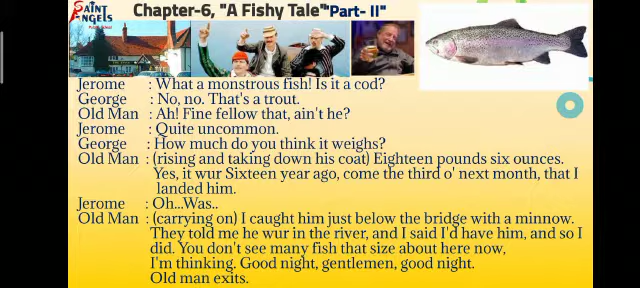 SAINT
ANGELS
Public School
Chapter-6, "A Fishy Tale" "Part- II"
Jerome : What a monstrous fish! Is it a cod?
George : No, no. That's a trout.
Old Man : Ah! Fine fellow that, ain't he?
Jerome : Quite uncommon.
George : How much do you think it weighs?
Old Man : (rising and taking down his coat) Eighteen pounds six ounces.
Yes, it wur Sixteen year ago, come the third o' next month, that I
landed him.
Jerome : Oh...Was..
Old Man : (carrying on) I caught him just below the bridge with a minnow.
They told me he wur in the river, and I said I'd have him, and so I
did. You don't see many fish that size about here now,
I'm thinking. Good night, gentlemen, good night.
Old man exits.